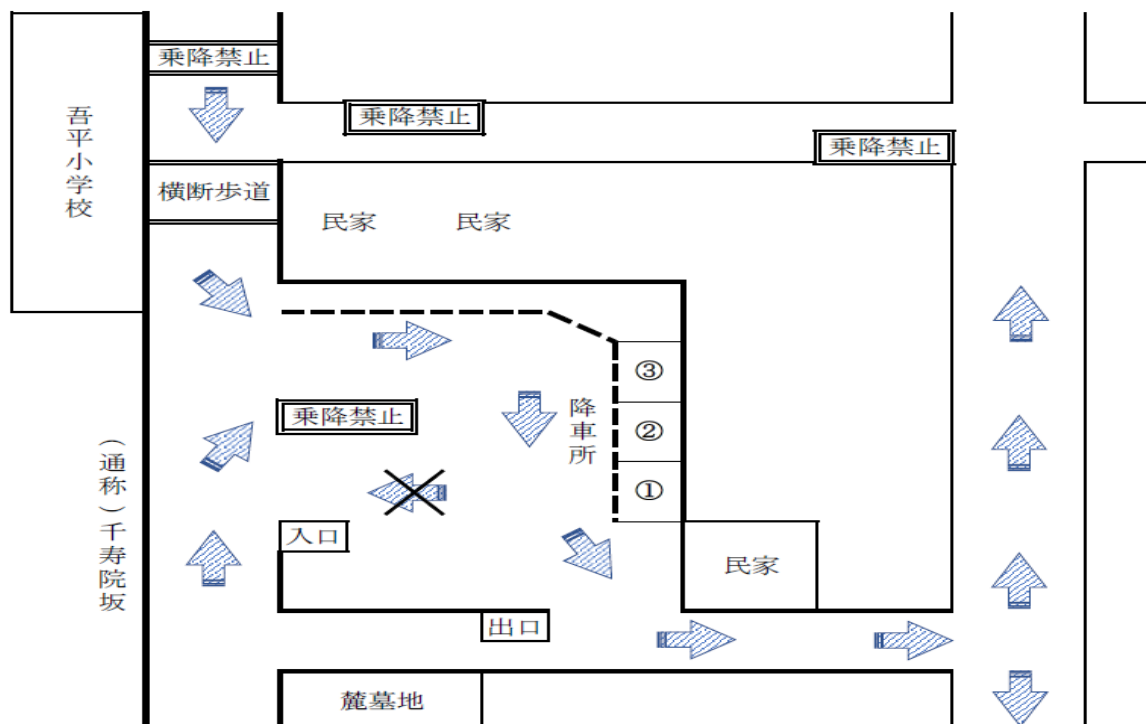 乗降禁止
乗降禁止
乗降禁止
吾平小学校
横断歩道
民家 民家
③
降車所
②
①
乗降禁止
(通称)千寿院坂
入口
民家
出口
麓墓地